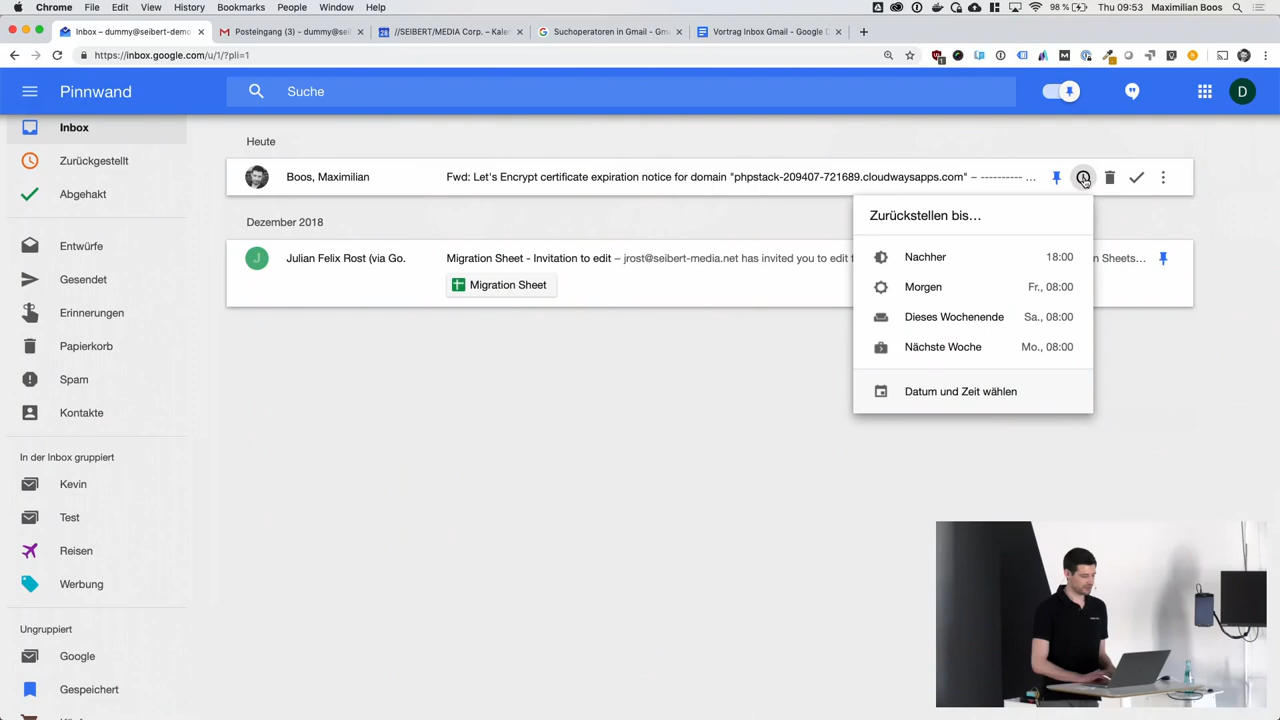 Chrome File Edit View History Bookmarks People Window Help 98 % Thu 09:53 Maximilian Boos
Inbox – dummy@seibert-demo
Posteingang (3) – dummy@sei
//SEIBERT/MEDIA Corp. – Kale
Suchoperatoren in Gmail - Gm
Vortrag Inbox Gmail - Google D
https://inbox.google.com/u/1/?pli=1
Pinnwand
Suche
D
Inbox
Zurückgestellt
Abgehakt
Entwürfe
Gesendet
Erinnerungen
Papierkorb
Spam
Kontakte
In der Inbox gruppiert
Kevin
Test
Reisen
Werbung
Ungruppiert
Google
Gespeichert
Heute
Boos, Maximilian Fwd: Let's Encrypt certificate expiration notice for domain "phpstack-209407-721689.cloudwaysapps.com" – ---------- …
Dezember 2018
J Julian Felix Rost (via Go. Migration Sheet - Invitation to edit – jrost@seibert-media.net has invited you to edit t n Sheets…
Migration Sheet
Zurückstellen bis…
Nachher 18:00
Morgen Fr., 08:00
Dieses Wochenende Sa., 08:00
Nächste Woche Mo., 08:00
Datum und Zeit wählen